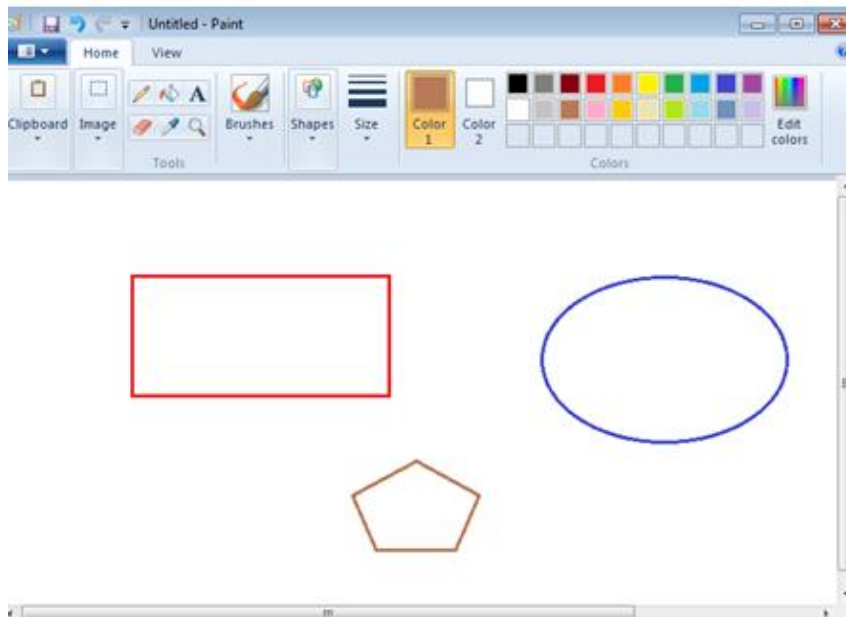 Untitled - Paint
Home View
Clipboard Image Brushes Shapes Size Color 1 Color 2 Edit colors
Tools Colors